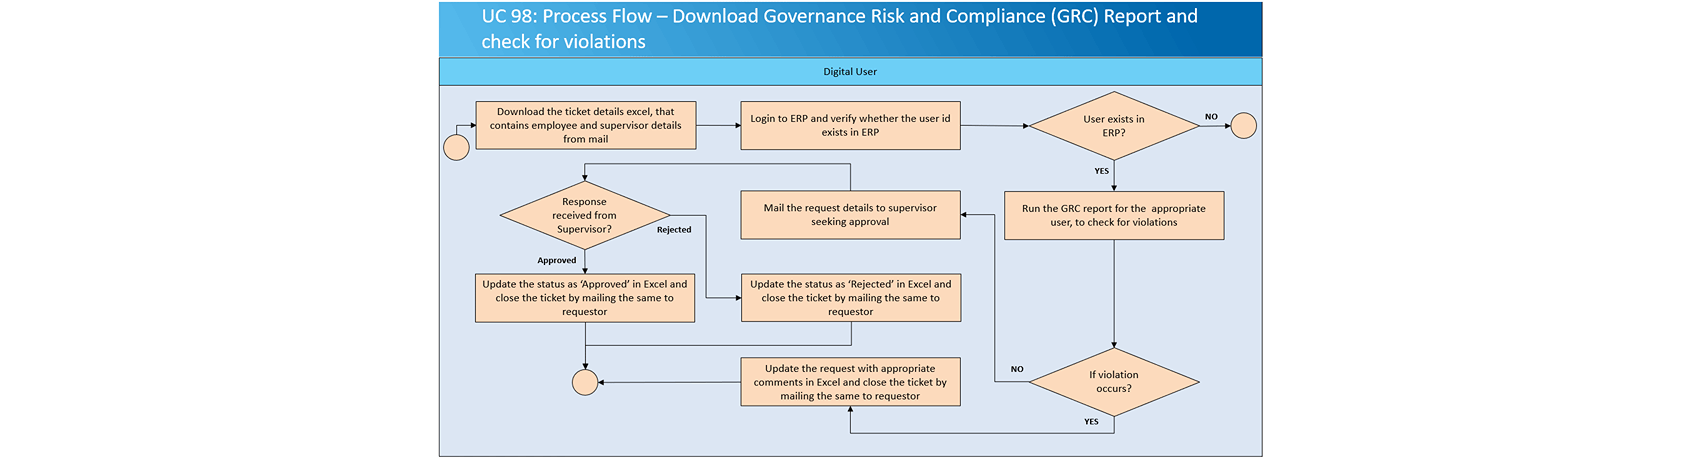 UC 98: Process Flow – Download Governance Risk and Compliance (GRC) Report and
check for violations
Digital User
Download the ticket details excel, that
contains employee and supervisor details
from mail
Login to ERP and verify whether the user id
exists in ERP
User exists in
ERP?
NO
YES
Response
received from
Supervisor?
Rejected
Approved
Mail the request details to supervisor
seeking approval
Run the GRC report for the  appropriate
user, to check for violations
Update the status as ‘Approved’ in Excel and
close the ticket by mailing the same to
requestor
Update the status as ‘Rejected’ in Excel and
close the ticket by mailing the same to
requestor
Update the request with appropriate
comments in Excel and close the ticket by
mailing the same to requestor
NO
If violation
occurs?
YES